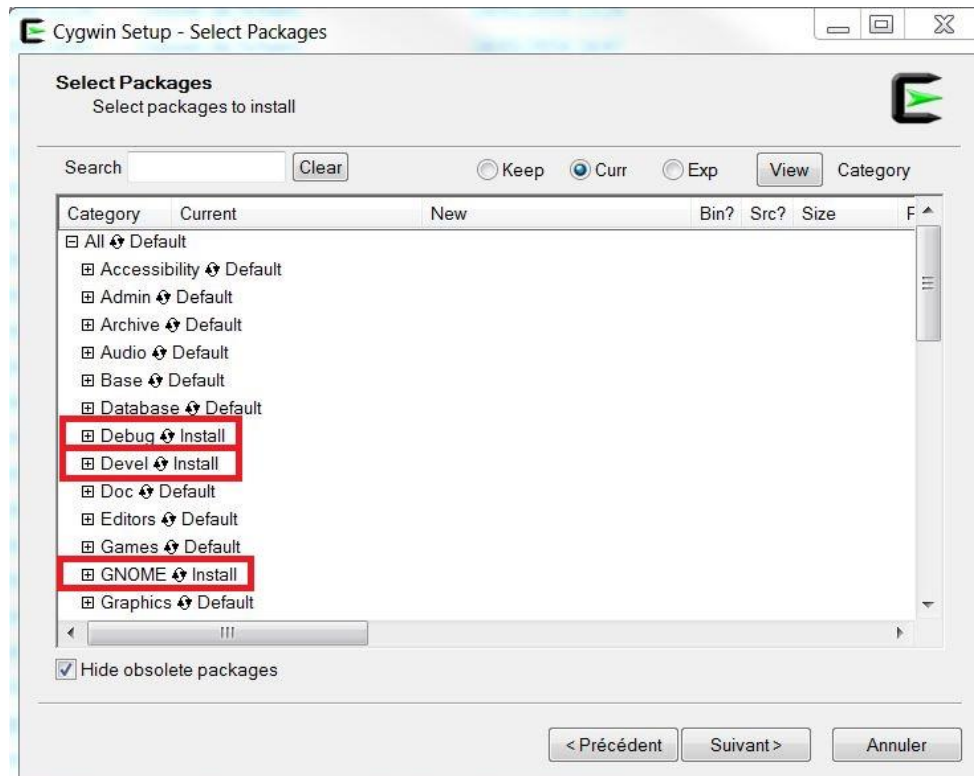 Cygwin Setup - Select Packages
Select Packages
Select packages to install
Search Clear Keep Curr Exp View Category
Category Current New Bin? Src? Size
All Default
Accessibility Default
Admin Default
Archive Default
Audio Default
Base Default
Database Default
Debug Install
Devel Install
Doc Default
Editors Default
Games Default
GNOME Install
Graphics Default
Hide obsolete packages
< Précédent Suivant > Annuler